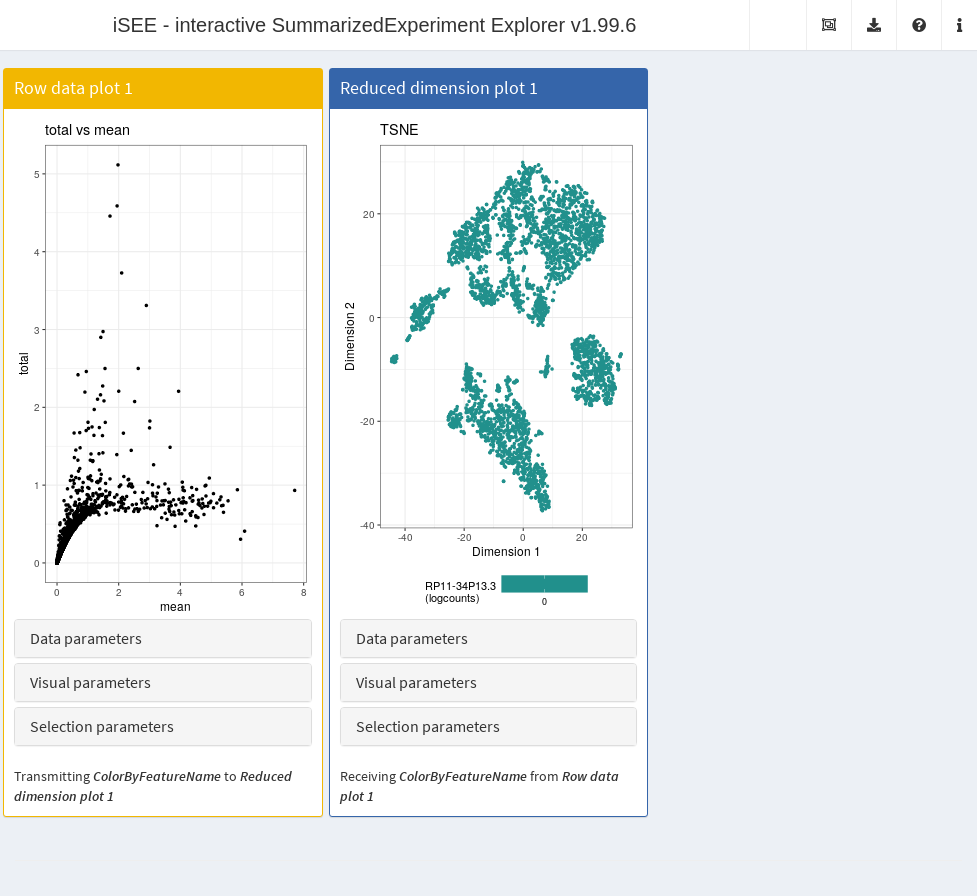 iSEE - interactive SummarizedExperiment Explorer v1.99.6
Row data plot 1
total vs mean
total
5
4
3
2
1
0
0 2 4 6 8
mean
Data parameters
Visual parameters
Selection parameters
Transmitting ColorByFeatureName to Reduced
dimension plot 1
Reduced dimension plot 1
TSNE
Dimension 2
20
0
-20
-40
-40 -20 0 20
Dimension 1
RP11-34P13.3
(logcounts)
0
Data parameters
Visual parameters
Selection parameters
Receiving ColorByFeatureName from Row data
plot 1